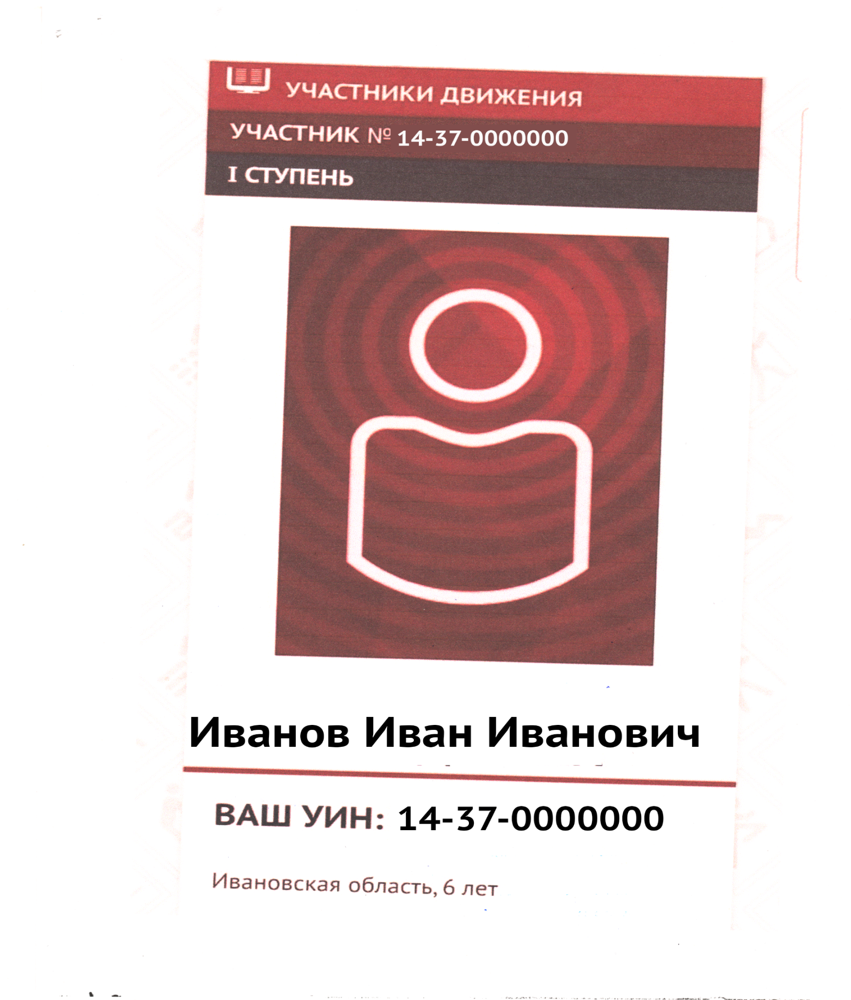 УЧАСТНИКИ ДВИЖЕНИЯ
УЧАСТНИК № 14-37-0000000
I СТУПЕНЬ
Иванов Иван Иванович
ВАШ УИН: 14-37-0000000
Ивановская область, 6 лет